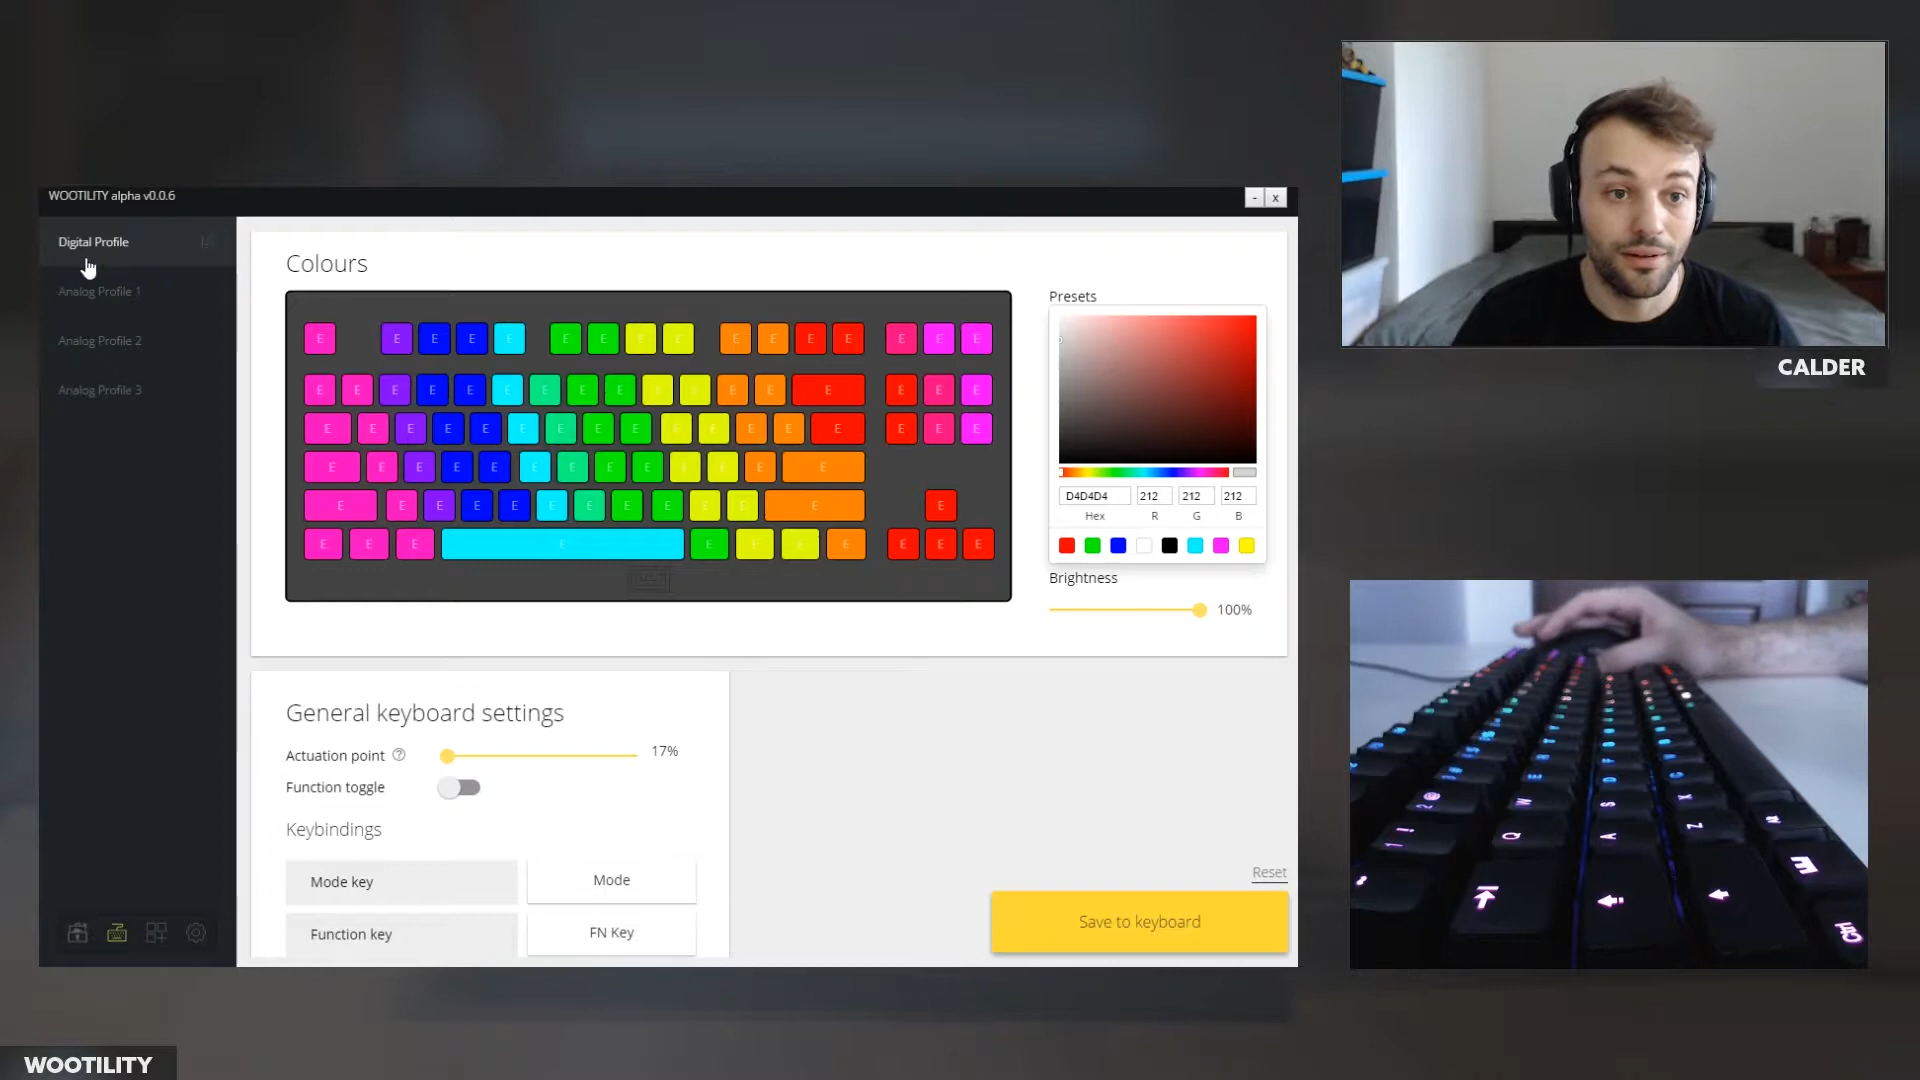 WOOTILITY alpha v0.0.6
- x
Digital Profile
Analog Profile 1
Analog Profile 2
Analog Profile 3
Colours
E E E E E E E E E E E E E E E E
E E E E E E E E E E E E E E E E E
E E E E E E E E E E E E E E E E E
E E E E E E E E E E E E E
E E E E E E E E E E E E E
E E E E E E E E E E E
Presets
D4D4D4 212 212 212
Hex R G B
Brightness
100%
General keyboard settings
Actuation point ? 17%
Function toggle
Keybindings
Mode key Mode
Function key FN Key
Reset
Save to keyboard
CALDER
WOOTILITY